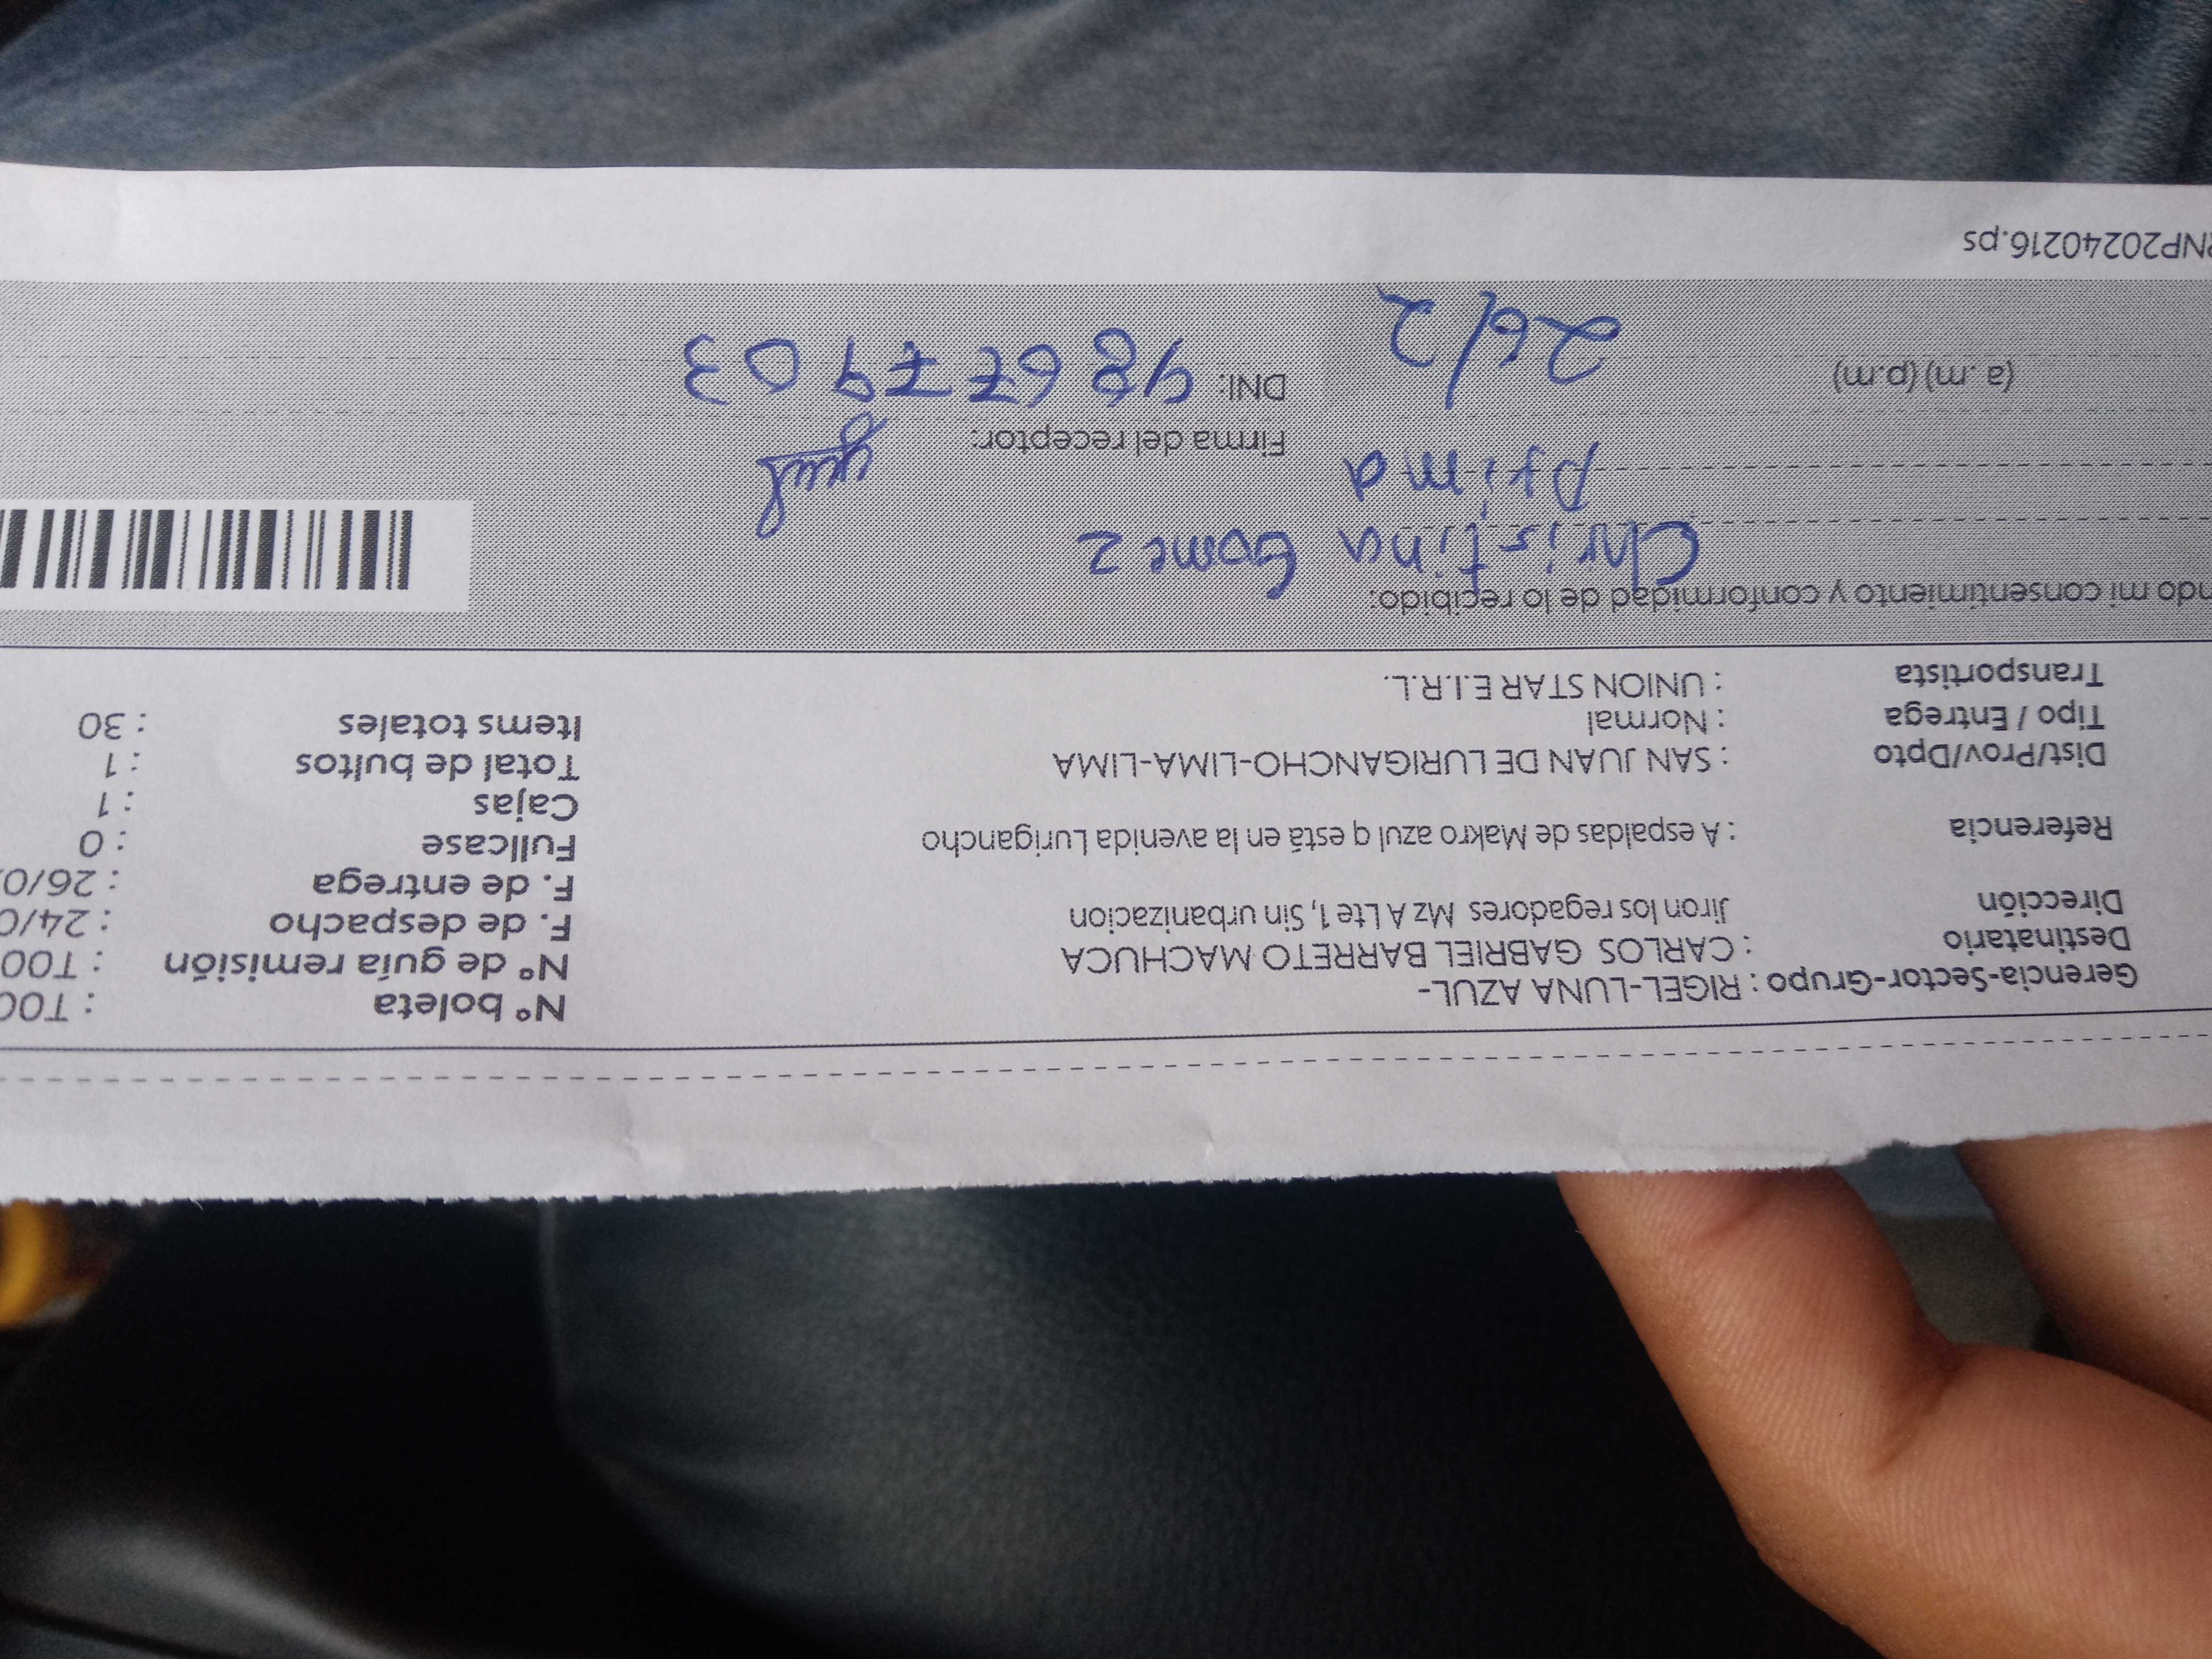 Nº boleta : T00
Nº de guía remisión : T00
F. de despacho : 24/0
F. de entrega : 26/0
Fullcase : 0
Cajas : 1
Total de bultos : 1
Items totales : 30
Gerencia-Sector-Grupo : RIGEL-LUNA AZUL-
Destinatario : CARLOS GABRIEL BARRETO MACHUCA
Dirección Jiron los regadores Mz A Lte 1, Sin urbanizacion
Referencia : A espaldas de Makro azul q está en la avenida Lurigancho
Dist/Prov/Dpto : SAN JUAN DE LURIGANCHO-LIMA-LIMA
Tipo / Entrega : Normal
Transportista : UNION STAR E.I.R.L.
ndo mi consentimiento y conformidad de lo recibido:
Christina Gomez
prima
Firma del receptor:
(a .m) (p.m) 26/2
DNI: 48677903
RNP20240216.ps